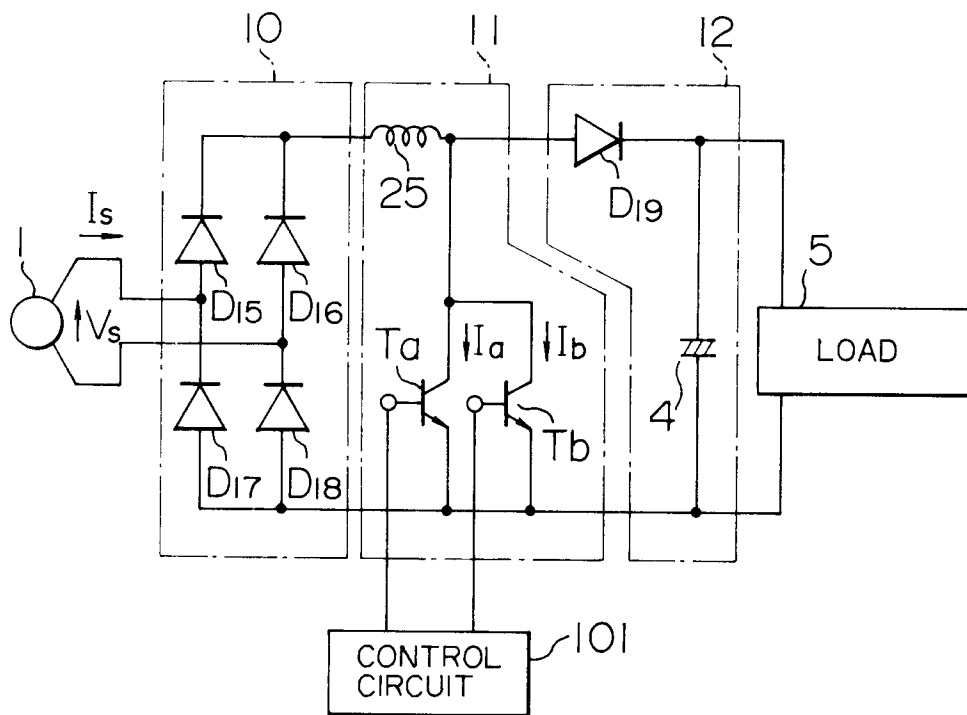 10
11
12
25
D19
Is
1
Vs
D15
D16
5
LOAD
Ta
Ia
Ib
4
Tb
D17
D18
CONTROL
CIRCUIT
101